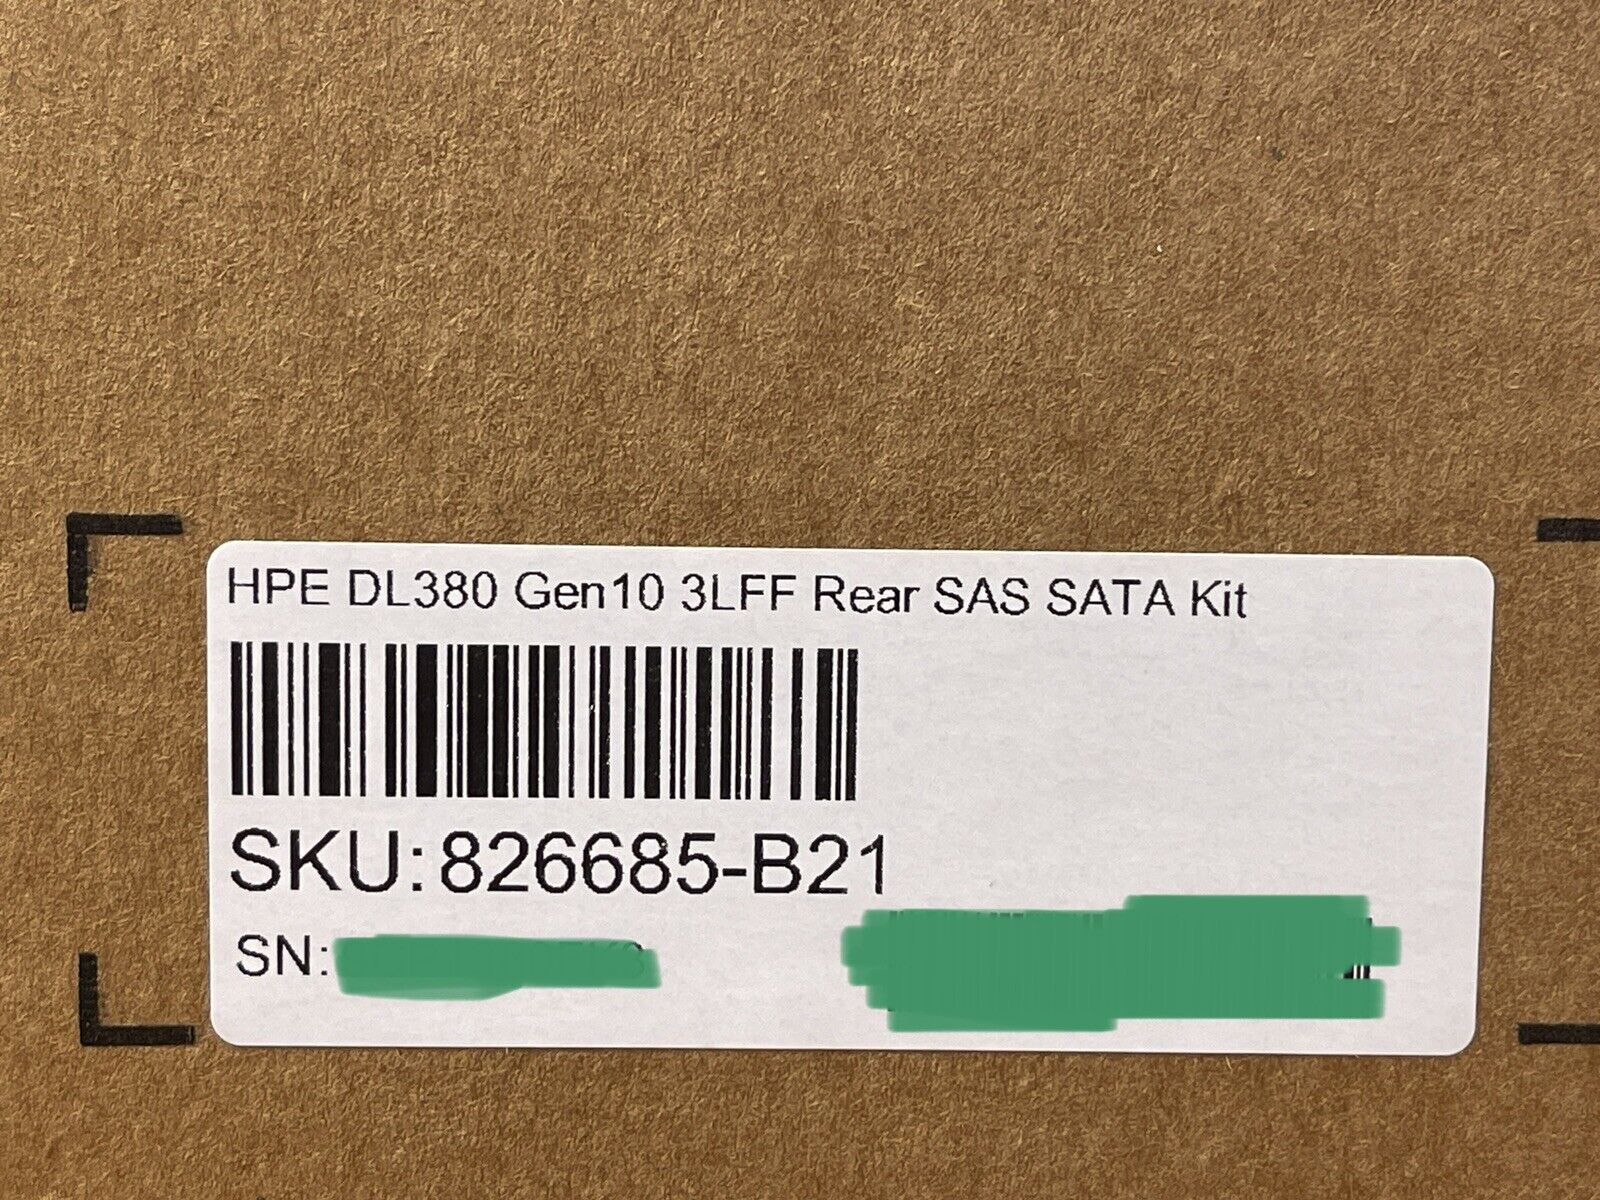 HPE DL380 Gen10 3LFF Rear SAS SATA Kit
SKU:826685-B21
SN: